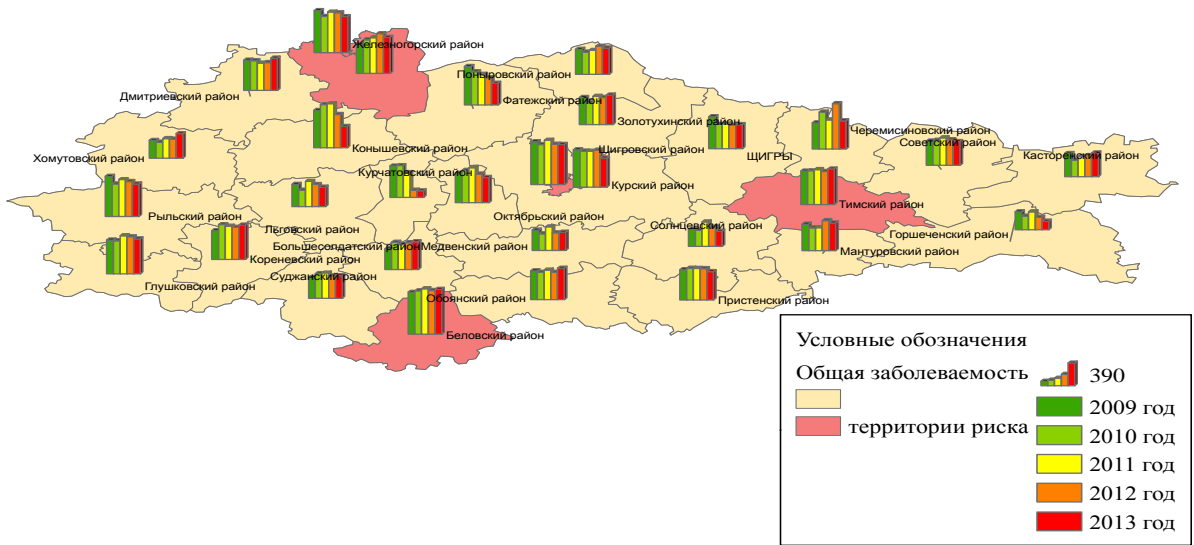 Железногорский район
Поныровский район
Дмитриевский район
Фатежский район
Золотухинский район
Черемисиновский район
Советский район
Касторенский район
Хомутовский район
Конышевский район
Щигровский район
ЩИГРЫ
Курчатовский район
Курский район
Тимский район
Рыльский район
Октябрьский район
Солнцевский район
Горшеченский район
Льговский район
Большесолдатский район
Медвенский район
Мантуровский район
Кореневский район
Суджанский район
Глушковский район
Обоянский район
Пристенский район
Беловский район
Условные обозначения
Общая заболеваемость
территории риска
390
2009 год
2010 год
2011 год
2012 год
2013 год